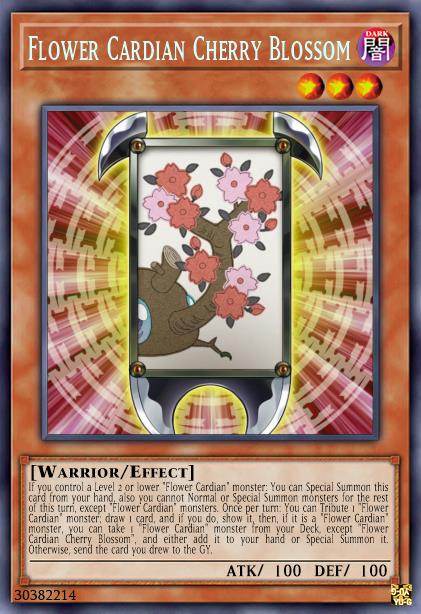 FLOWER CARDIAN CHERRY BLOSSOM
DARK
闇
[WARRIOR/EFFECT]
If you control a Level 2 or lower "Flower Cardian" monster: You can Special Summon this
card from your hand, also you cannot Normal or Special Summon monsters for the rest
of this turn, except "Flower Cardian" monsters. Once per turn: You can Tribute 1 "Flower
Cardian" monster; draw 1 card, and if you do, show it, then, if it is a "Flower Cardian"
monster, you can take 1 "Flower Cardian" monster from your Deck, except "Flower
Cardian Cherry Blossom", and either add it to your hand or Special Summon it.
Otherwise, send the card you drew to the GY.
ATK/ 100 DEF/ 100
30382214